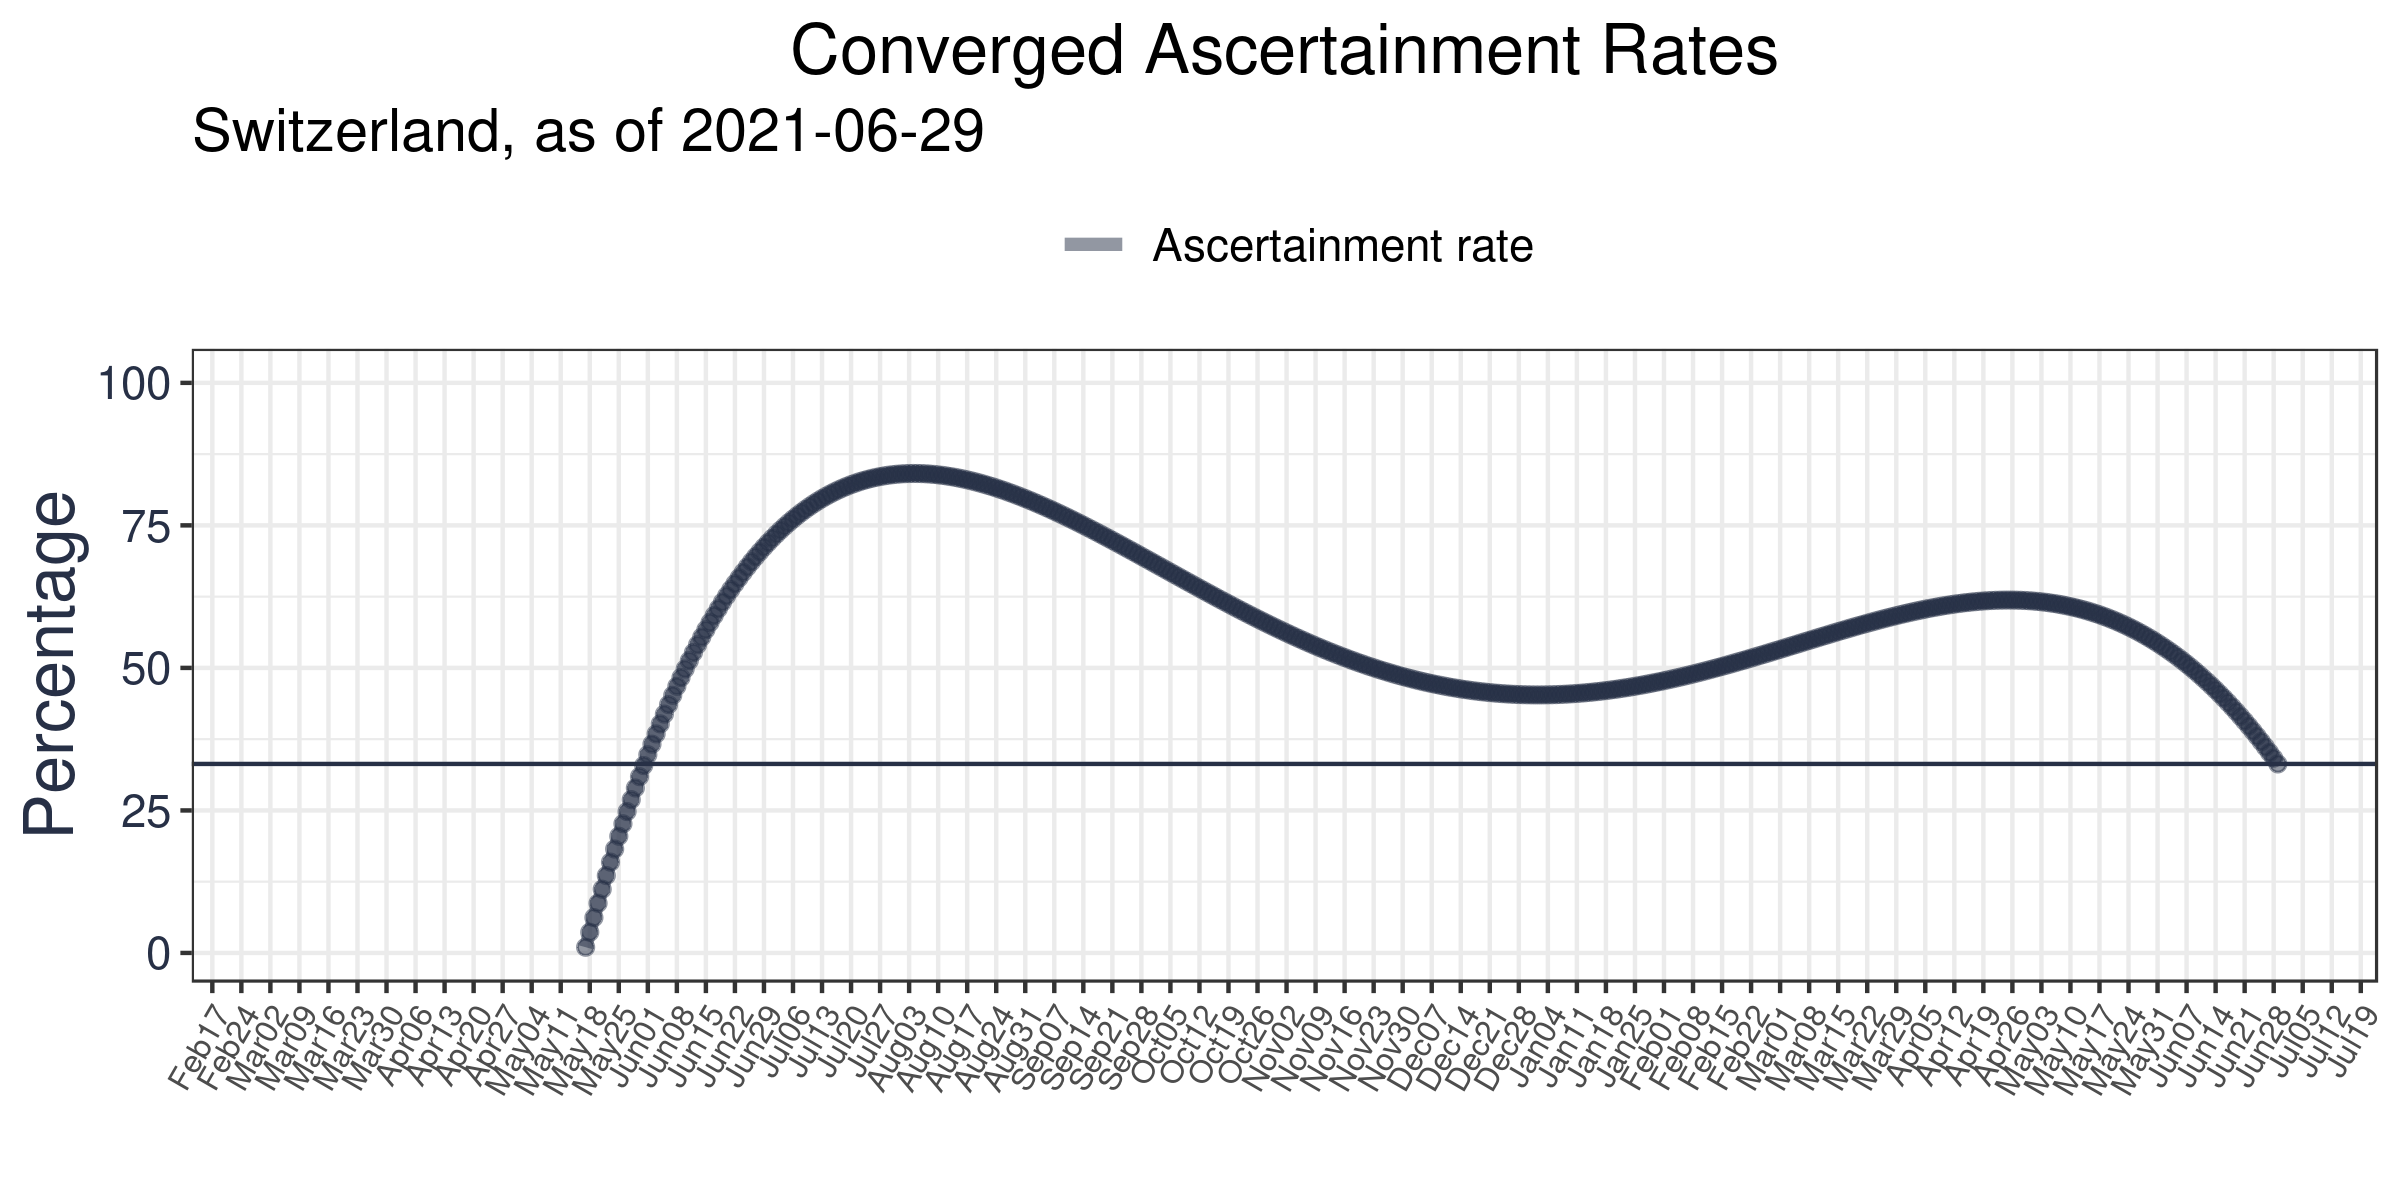 Converged Ascertainment Rates
Switzerland, as of 2021-06-29
Ascertainment rate
Percentage
100
75
50
25
0
Feb17 Feb24 Mar02 Mar09 Mar16 Mar23 Mar30 Apr06 Apr13 Apr20 Apr27 May04 May11 May18 May25 Jun01 Jun08 Jun15 Jun22 Jun29 Jul06 Jul13 Jul20 Jul27 Aug03 Aug10 Aug17 Aug24 Aug31 Sep07 Sep14 Sep21 Sep28 Oct05 Oct12 Oct19 Oct26 Nov02 Nov09 Nov16 Nov23 Nov30 Dec07 Dec14 Dec21 Dec28 Jan04 Jan11 Jan18 Jan25 Feb01 Feb08 Feb15 Feb22 Mar01 Mar08 Mar15 Mar22 Mar29 Apr05 Apr12 Apr19 Apr26 May03 May10 May17 May24 May31 Jun07 Jun14 Jun21 Jun28 Jul05 Jul12 Jul19